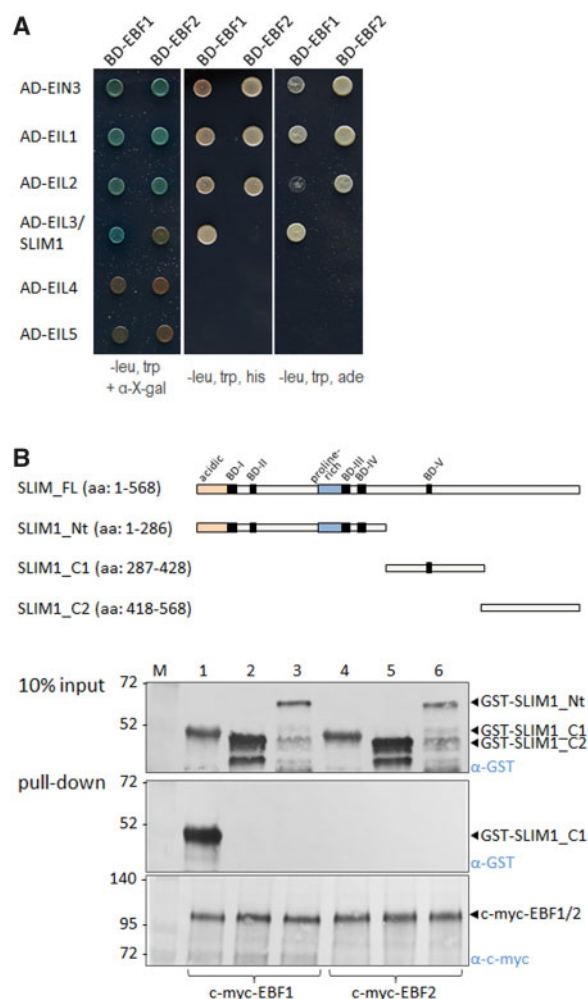 A
BD-EBF1 BD-EBF2 BD-EBF1 BD-EBF2 BD-EBF1 BD-EBF2
AD-EIN3
AD-EIL1
AD-EIL2
AD-EIL3/
SLIM1
AD-EIL4
AD-EIL5
-leu, trp
+ α-X-gal
-leu, trp, his
-leu, trp, ade
B
acidic BD-I BD-II proline-rich BD-III BD-IV BD-V
SLIM_FL (aa: 1-568)
SLIM1_Nt (aa: 1-286)
SLIM1_C1 (aa: 287-428)
SLIM1_C2 (aa: 418-568)
M 1 2 3 4 5 6
10% input
72
52
GST-SLIM1_Nt
GST-SLIM1_C1
GST-SLIM1_C2
α-GST
pull-down
72
52
GST-SLIM1_C1
α-GST
140
95
72
c-myc-EBF1/2
α-c-myc
c-myc-EBF1 c-myc-EBF2